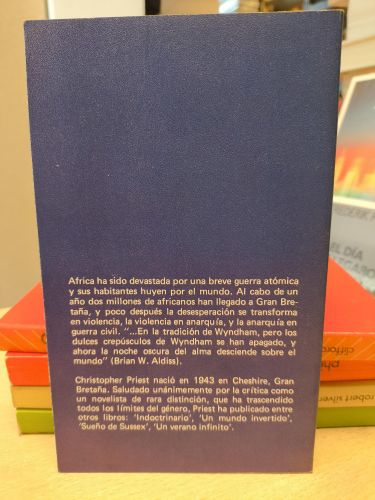 Africa ha sido devastada por una breve guerra atómica
y sus habitantes huyen por el mundo. Al cabo de un
año dos millones de africanos han llegado a Gran Bre-
taña, y poco después la desesperación se transforma
en violencia, la violencia en anarquía, y la anarquía en
guerra civil. "...En la tradición de Wyndham, pero los
dulces crepúsculos de Wyndham se han apagado, y
ahora la noche oscura del alma desciende sobre el
mundo" (Brian W. Aldiss).
Christopher Priest nació en 1943 en Cheshire, Gran
Bretaña. Saludado unánimemente por la crítica como
un novelista de rara distinción, que ha trascendido
todos los límites del género, Priest ha publicado entre
otros libros: 'Indoctrinario', 'Un mundo invertido',
'Sueño de Sussex', 'Un verano infinito'.
EL DÍA
clifford
robert silver